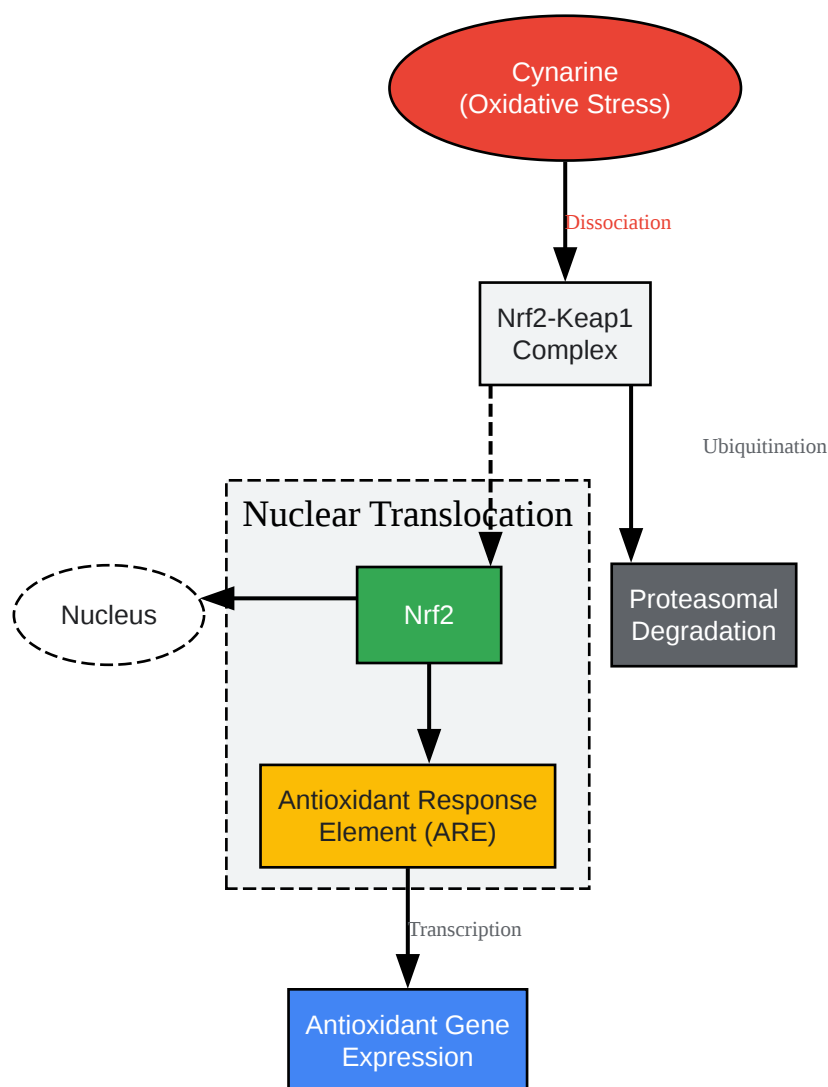 Cynarine
(Oxidative Stress)
Dissociation
Nrf2-Keap1
Complex
Ubiquitination
Nuclear Translocation
Nucleus
Nrf2
Proteasomal
Degradation
Antioxidant Response
Element (ARE)
Transcription
Antioxidant Gene
Expression